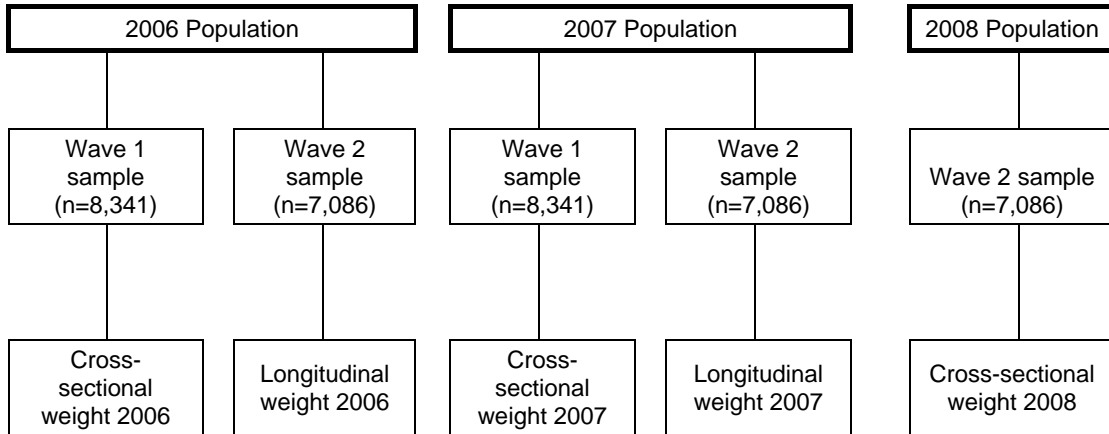 2006 Population
2007 Population
2008 Population
Wave 1
sample
(n=8,341)
Wave 2
sample
(n=7,086)
Wave 1
sample
(n=8,341)
Wave 2
sample
(n=7,086)
Wave 2 sample
(n=7,086)
Cross-
sectional
weight 2006
Longitudinal
weight 2006
Cross-
sectional
weight 2007
Longitudinal
weight 2007
Cross-sectional
weight 2008